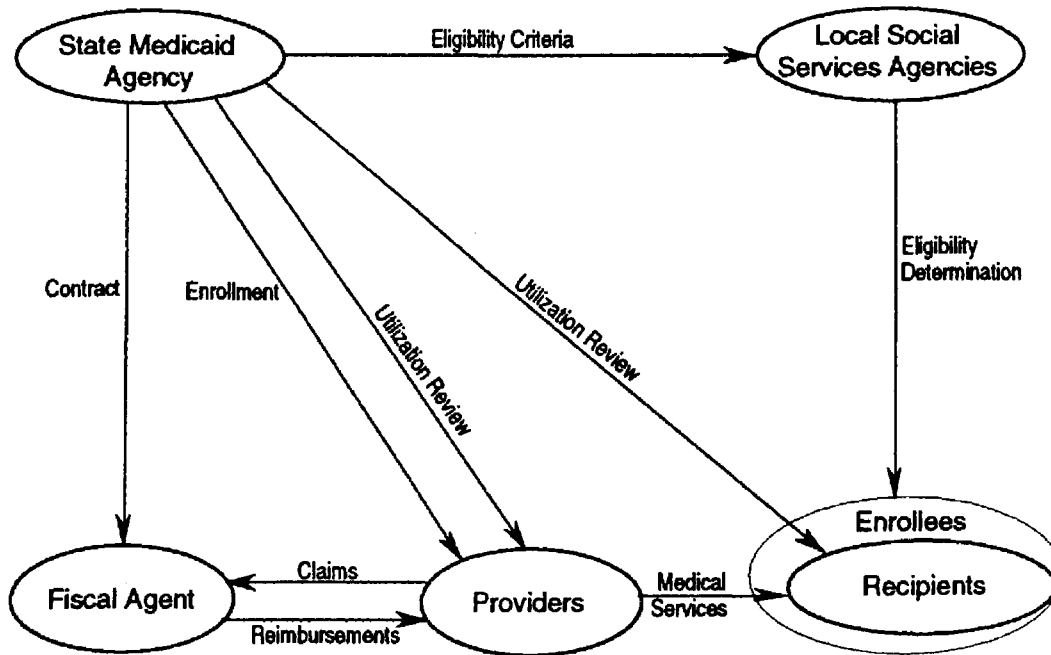 State Medicaid
Agency
Eligibility Criteria
Local Social
Services Agencies
Contract
Enrollment
Utilization Review
Utilization Review
Eligibility
Determination
Enrollees
Fiscal Agent
Claims
Reimbursements
Providers
Medical
Services
Recipients